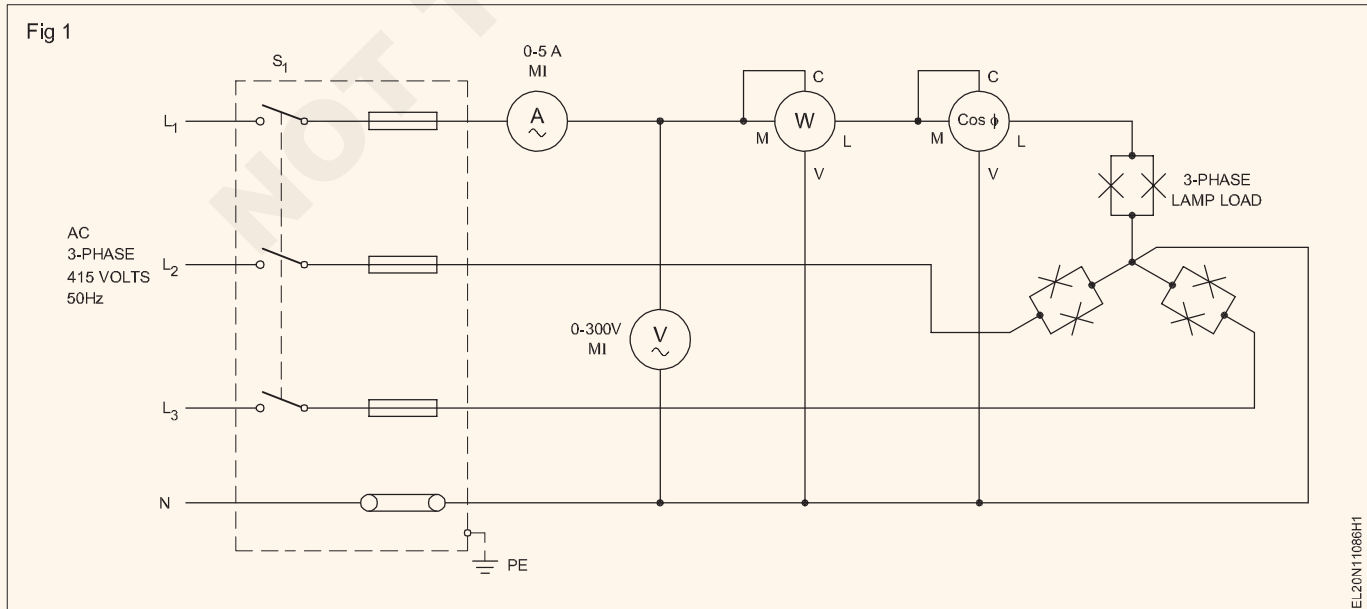 Fig 1
S1
0-5 A
MI
A
C
W
M
L
V
C
Cos ϕ
M
L
V
L1
3-PHASE
LAMP LOAD
AC
3-PHASE
415 VOLTS
50Hz
L2
0-300V
MI
V
L3
N
PE
EL20N11086H1
NOT